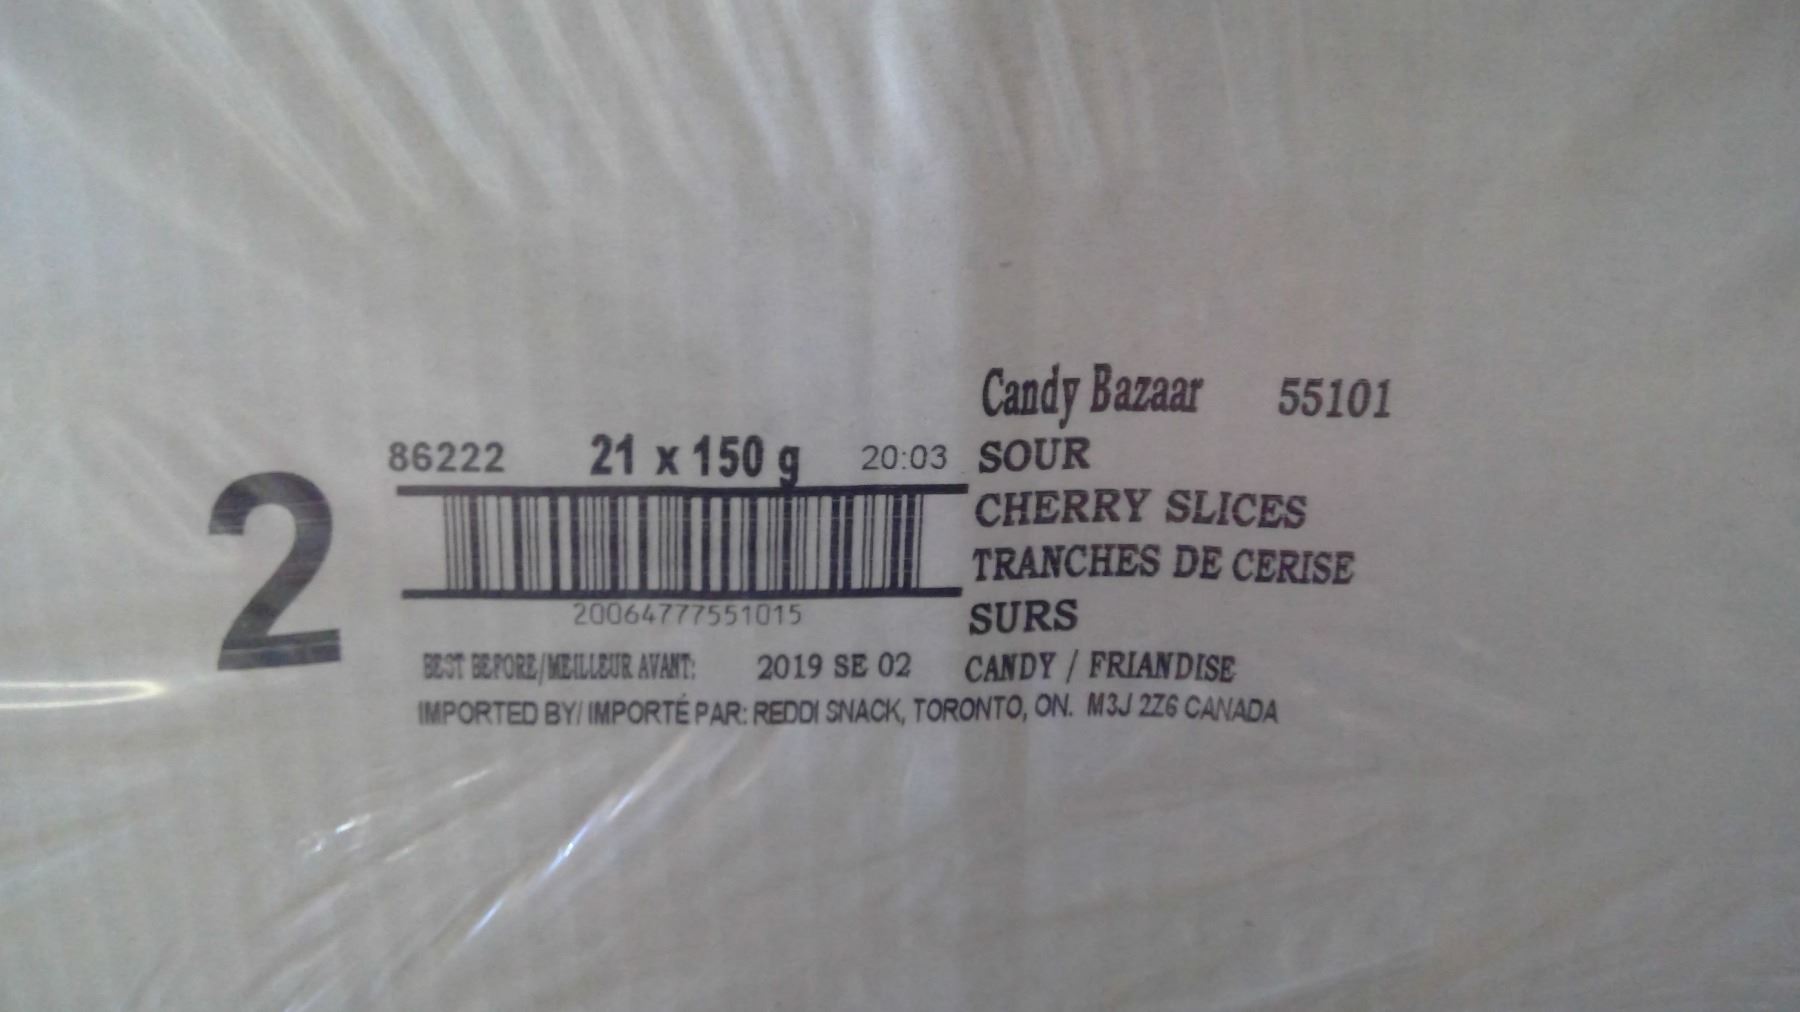 Candy Bazaar 55101
86222 21 x 150 g 20:03
SOUR
CHERRY SLICES
TRANCHES DE CERISE
SURS
2
20064777551015
BEST BEFORE/MEILLEUR AVANT: 2019 SE 02
CANDY / FRIANDISE
IMPORTED BY/ IMPORTÉ PAR: REDDI SNACK, TORONTO, ON. M3J 2Z6 CANADA